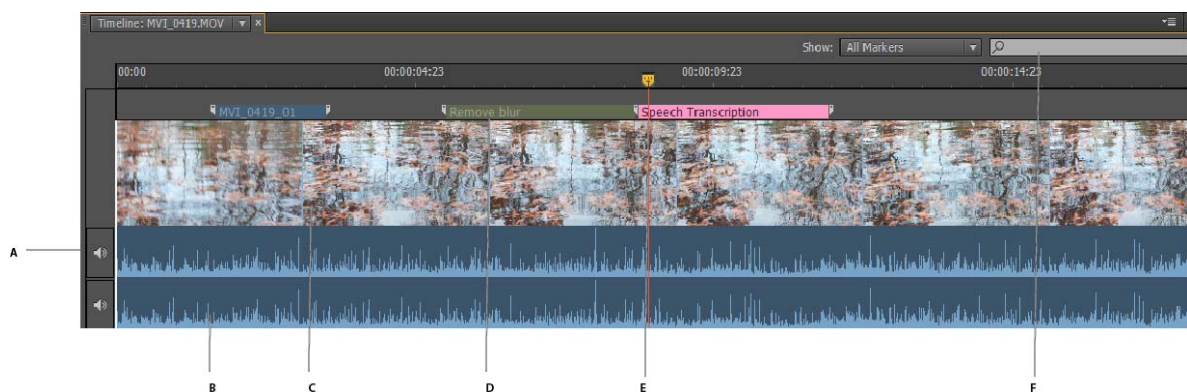 Timeline: MVI_0419.MOV
Show: All Markers
00:00 00:00:04:23 00:00:09:23 00:00:14:23
MVI_0419_01 Remove blur Speech Transcription
A
B C D E F